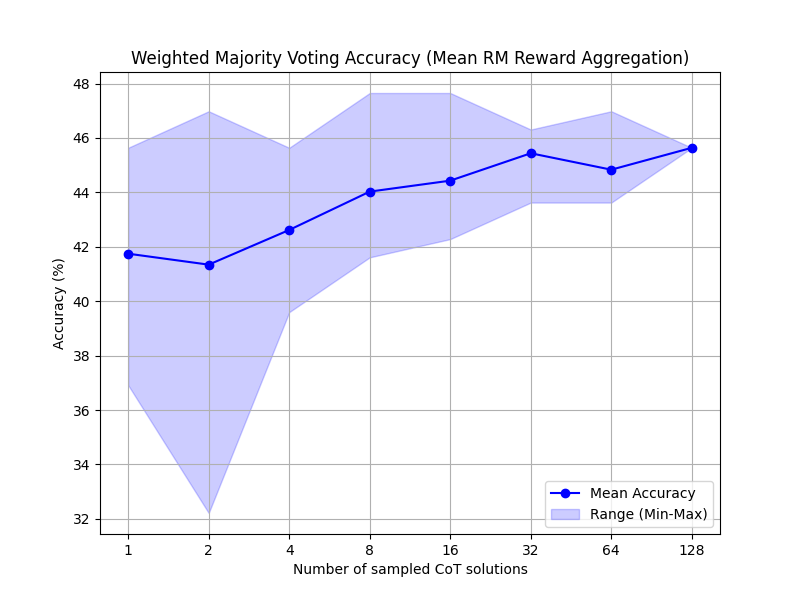 Weighted Majority Voting Accuracy (Mean RM Reward Aggregation)
48
46
44
42
40
38
36
34
32
Accuracy (%)
Mean Accuracy
Range (Min-Max)
1 2 4 8 16 32 64 128
Number of sampled CoT solutions